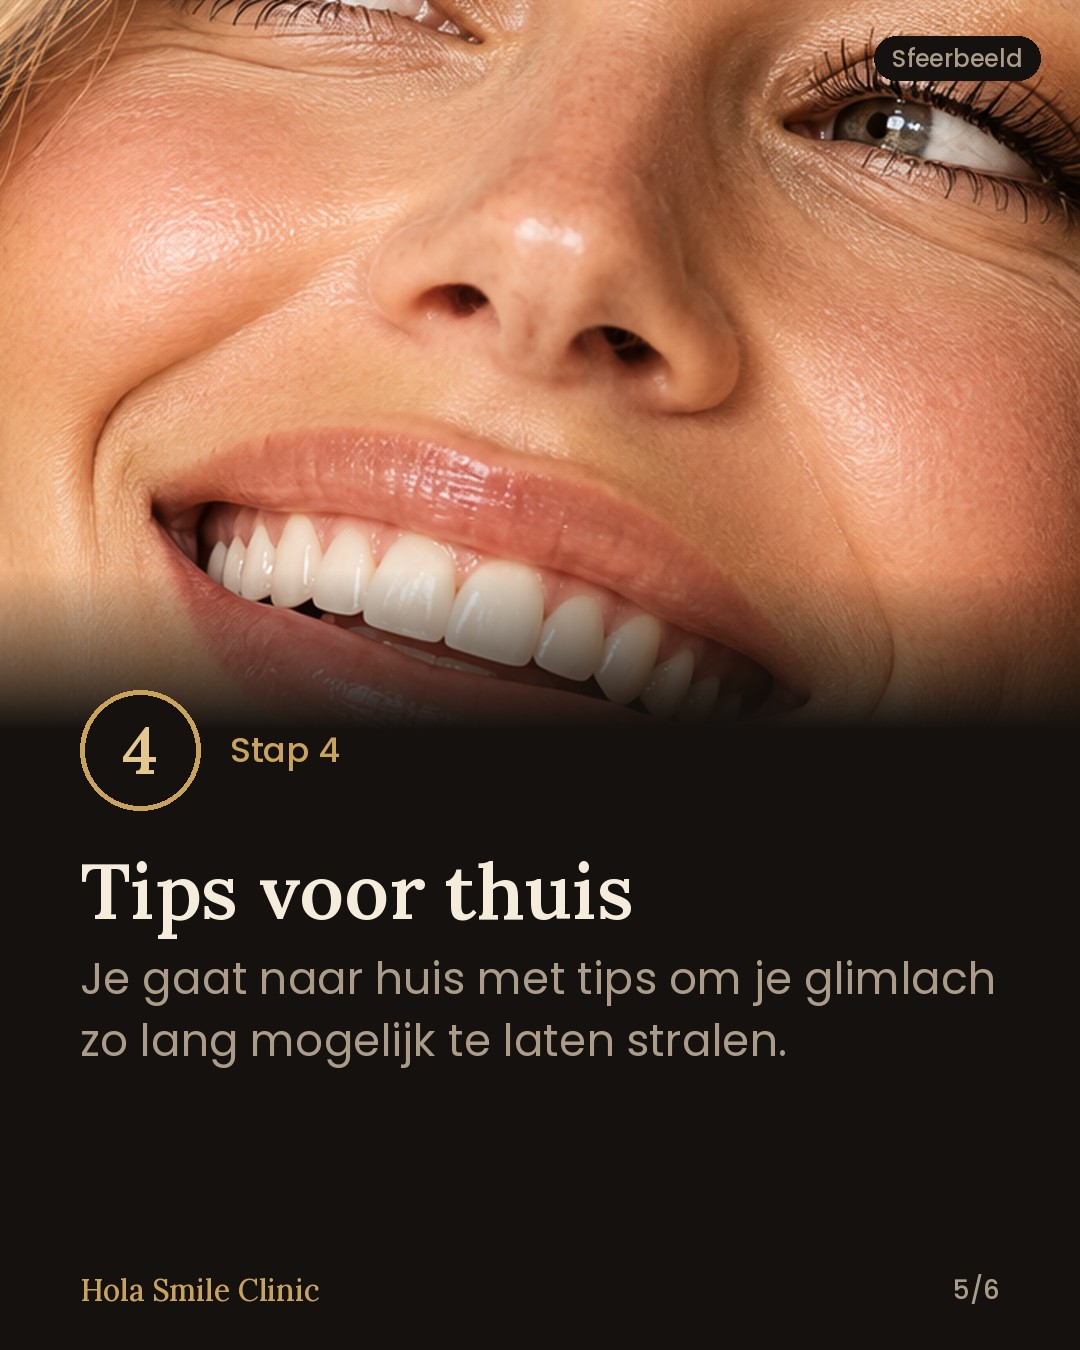 Sfeerbeeld
4
Stap 4
Tips voor thuis
Je gaat naar huis met tips om je glimlach
zo lang mogelijk te laten stralen.
Hola Smile Clinic
5/6